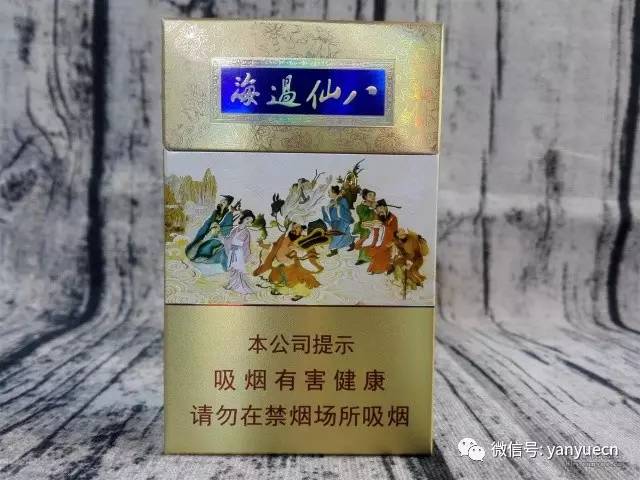 八仙過海
本公司提示
吸烟有害健康
请勿在禁烟场所吸烟
微信号: yanyuecn